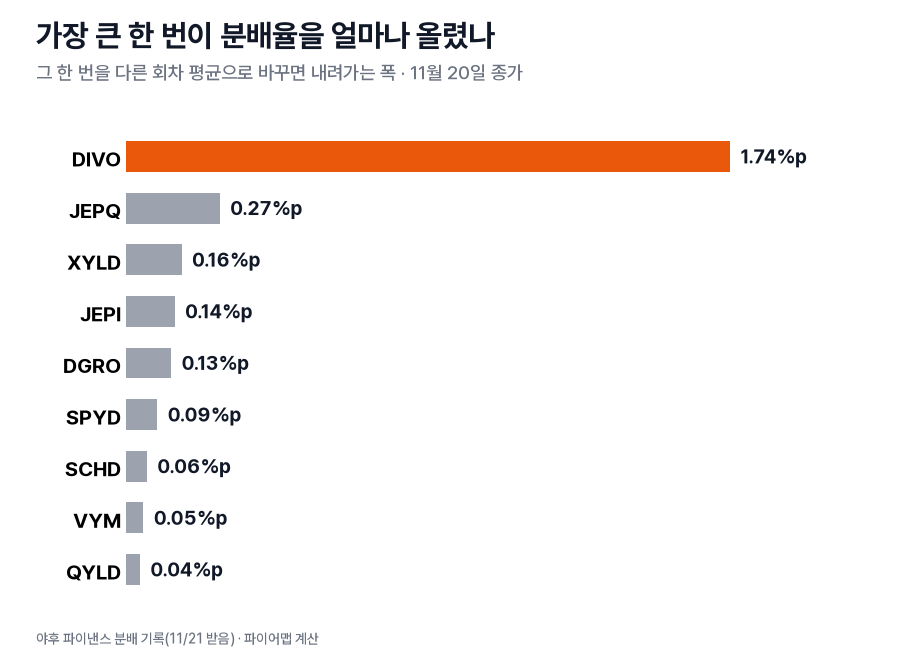 가장 큰 한 번이 분배율을 얼마나 올렸나
그 한 번을 다른 회차 평균으로 바꾸면 내려가는 폭 · 11월 20일 종가
DIVO 1.74%p
JEPQ 0.27%p
XYLD 0.16%p
JEPI 0.14%p
DGRO 0.13%p
SPYD 0.09%p
SCHD 0.06%p
VYM 0.05%p
QYLD 0.04%p
야후 파이낸스 분배 기록(11/21 받음) · 파이어맵 계산